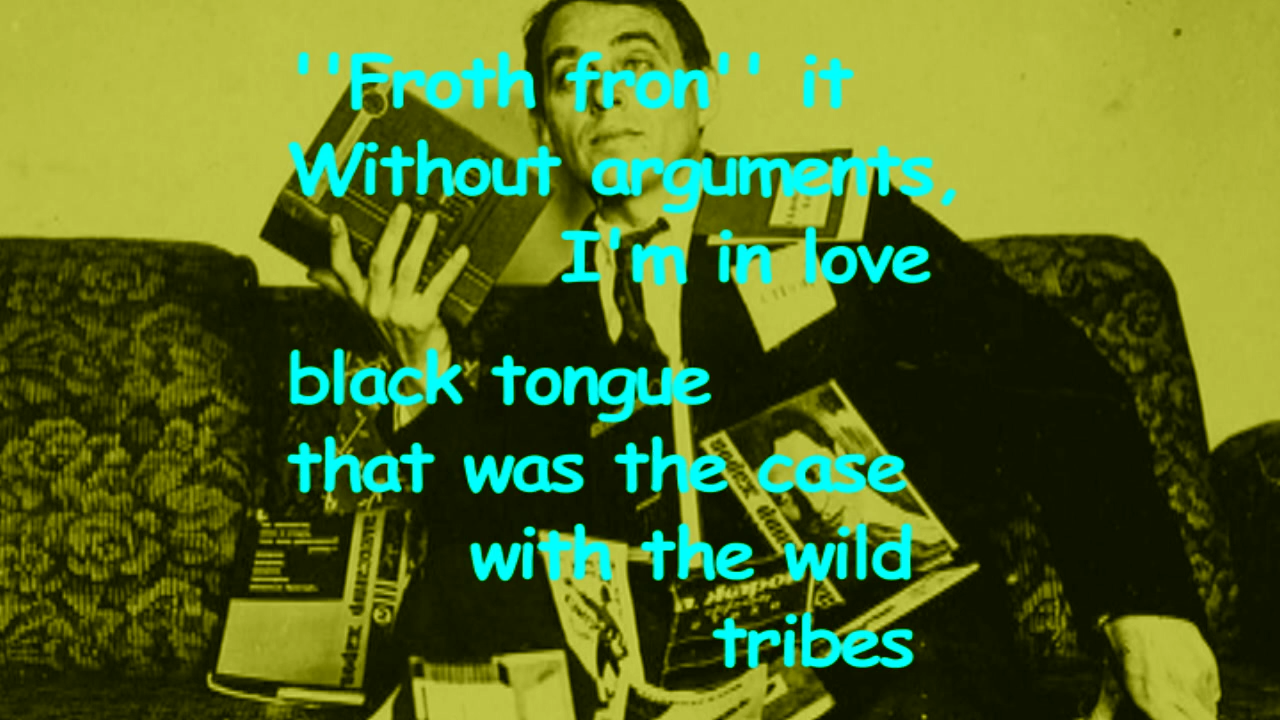 ''Froth fron'' it
Without arguments,
I'm in love
black tongue
that was the case
with the wild
tribes